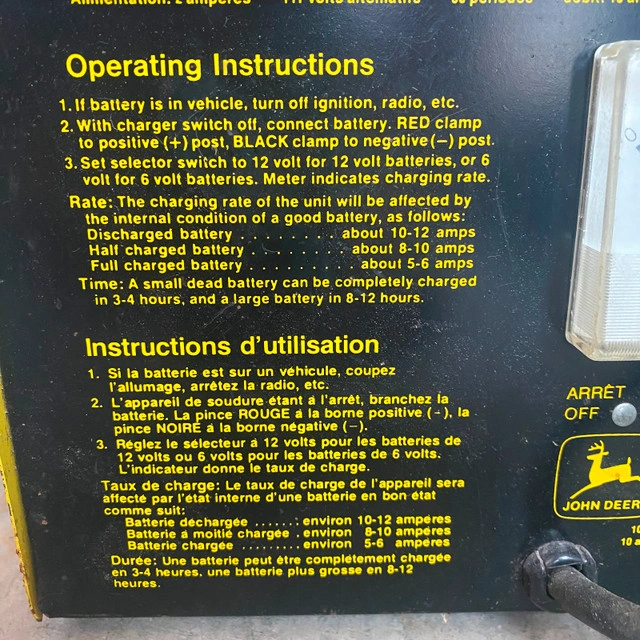 Alimentation: 2 ampères 117 volts alternatifs 60 périodes
Operating Instructions
1. If battery is in vehicle, turn off ignition, radio, etc.
2. With charger switch off, connect battery. RED clamp
to positive (+) post, BLACK clamp to negative (−) post.
3. Set selector switch to 12 volt for 12 volt batteries, or 6
volt for 6 volt batteries. Meter indicates charging rate.
Rate: The charging rate of the unit will be affected by
the internal condition of a good battery, as follows:
Discharged battery . . . . . . . . . about 10-12 amps
Half charged battery . . . . . . . . . about 8-10 amps
Full charged battery . . . . . . . . . about 5-6 amps
Time: A small dead battery can be completely charged
in 3-4 hours, and a large battery in 8-12 hours.
Instructions d'utilisation
1. Si la batterie est sur un véhicule, coupez
l'allumage, arrêtez la radio, etc.
2. L'appareil de soudure étant à l'arrêt, branchez la
batterie. La pince ROUGE à la borne positive (-), la
pince NOIRE à la borne négative (−).
3. Réglez le sélecteur à 12 volts pour les batteries de
12 volts ou 6 volts pour les batteries de 6 volts.
L'indicateur donne le taux de charge.
Taux de charge: Le taux de charge de l'appareil sera
affecté par l'état interne d'une batterie en bon état
comme suit:
Batterie déchargée ......: environ 10-12 ampères
Batterie à moitié chargée . environ 8-10 ampères
Batterie chargée ......... environ 5-6 ampères
Durée: Une batterie peut être complètement chargée
en 3-4 heures, une batterie plus grosse en 8-12
heures.
ARRÊT
OFF
JOHN DEER
10
10 a